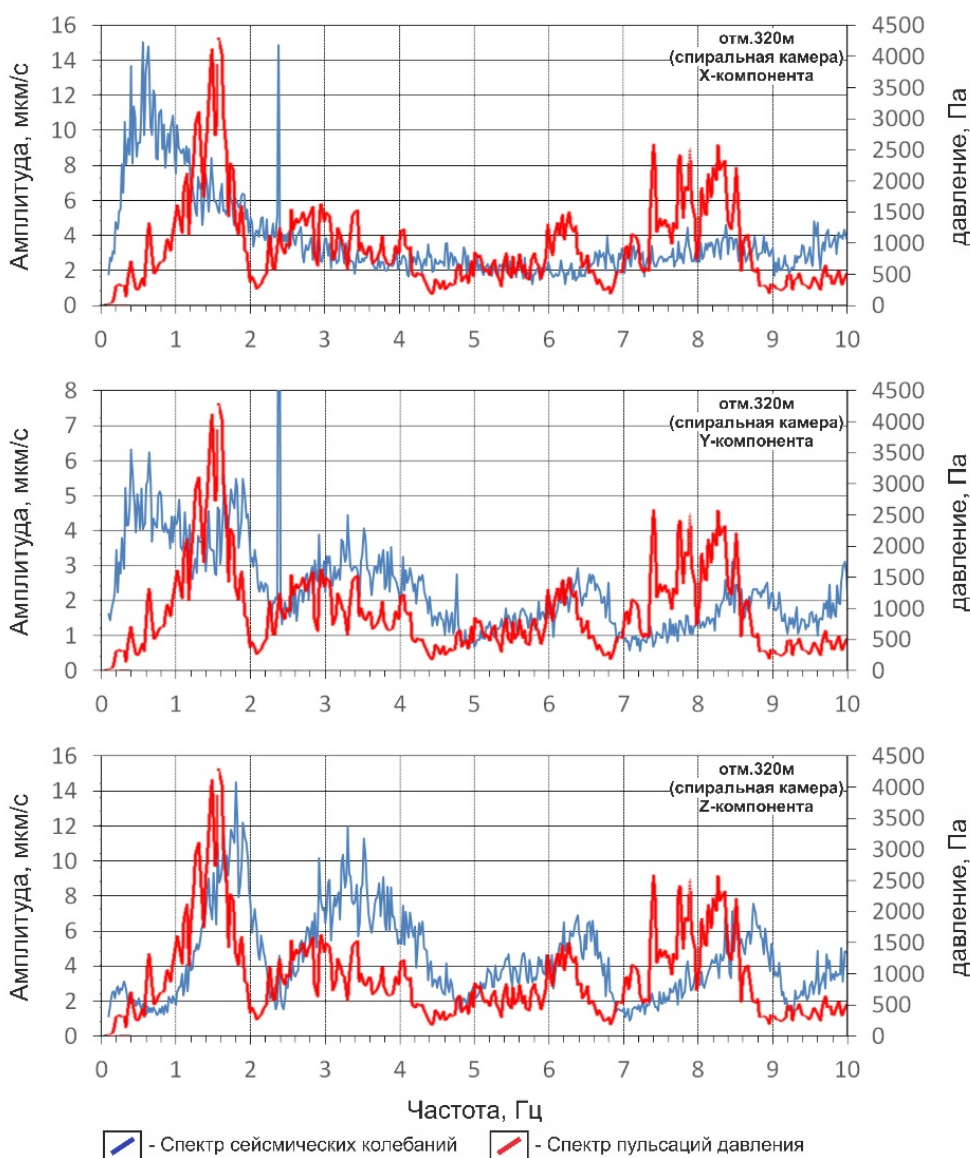 отм.320м
(спиральная камера)
X-компонента
Амплитуда, мкм/с
давление, Па
16
14
12
10
8
6
4
2
0
4500
4000
3500
3000
2500
2000
1500
1000
500
0
0 1 2 3 4 5 6 7 8 9 10
отм.320м
(спиральная камера)
Y-компонента
Амплитуда, мкм/с
давление, Па
8
7
6
5
4
3
2
1
0
4500
4000
3500
3000
2500
2000
1500
1000
500
0
0 1 2 3 4 5 6 7 8 9 10
отм.320м
(спиральная камера)
Z-компонента
Амплитуда, мкм/с
давление, Па
16
14
12
10
8
6
4
2
0
4500
4000
3500
3000
2500
2000
1500
1000
500
0
0 1 2 3 4 5 6 7 8 9 10
Частота, Гц
- Спектр сейсмических колебаний
- Спектр пульсаций давления